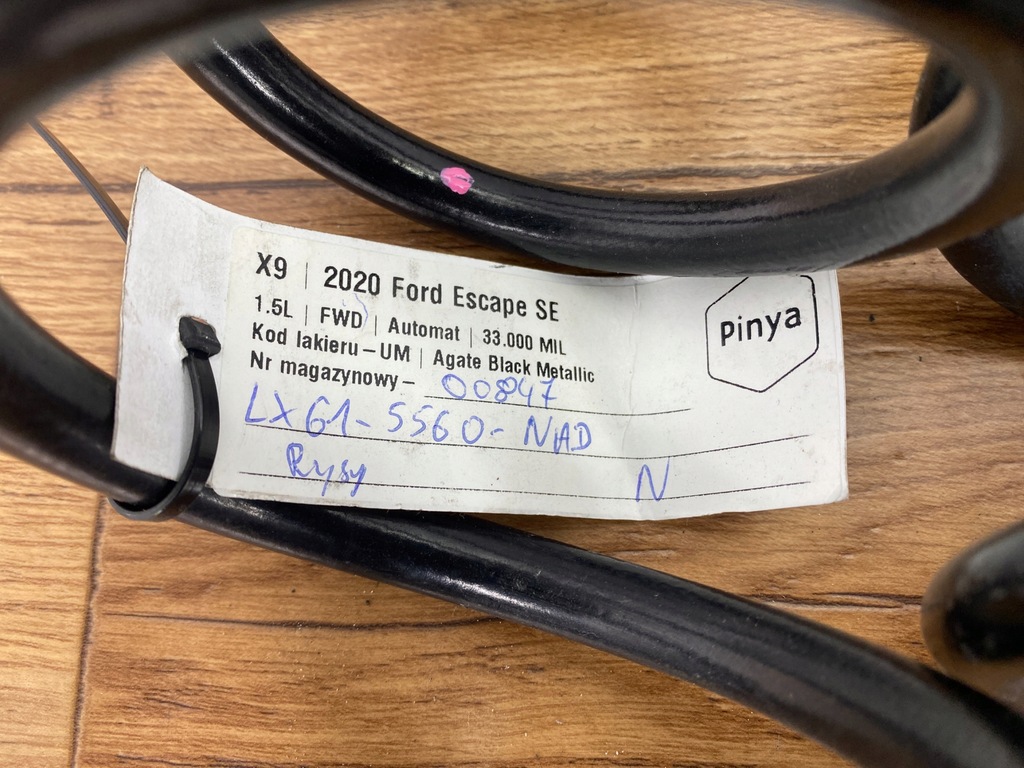 X9 | 2020 Ford Escape SE
1.5L | FWD | Automat | 33.000 MIL
Kod lakieru – UM | Agate Black Metallic
Nr magazynowy – 00847
LX61-5560-NAD
Rysy N
pinya